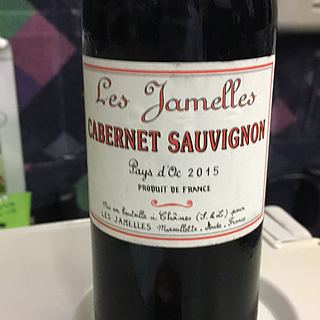 Les Jamelles
CABERNET SAUVIGNON
Pays d'Oc 2015
PRODUIT DE FRANCE
Mis en bouteille à Chânes (S.&L.) pour
LES JAMELLES Marseillette, Aude, France